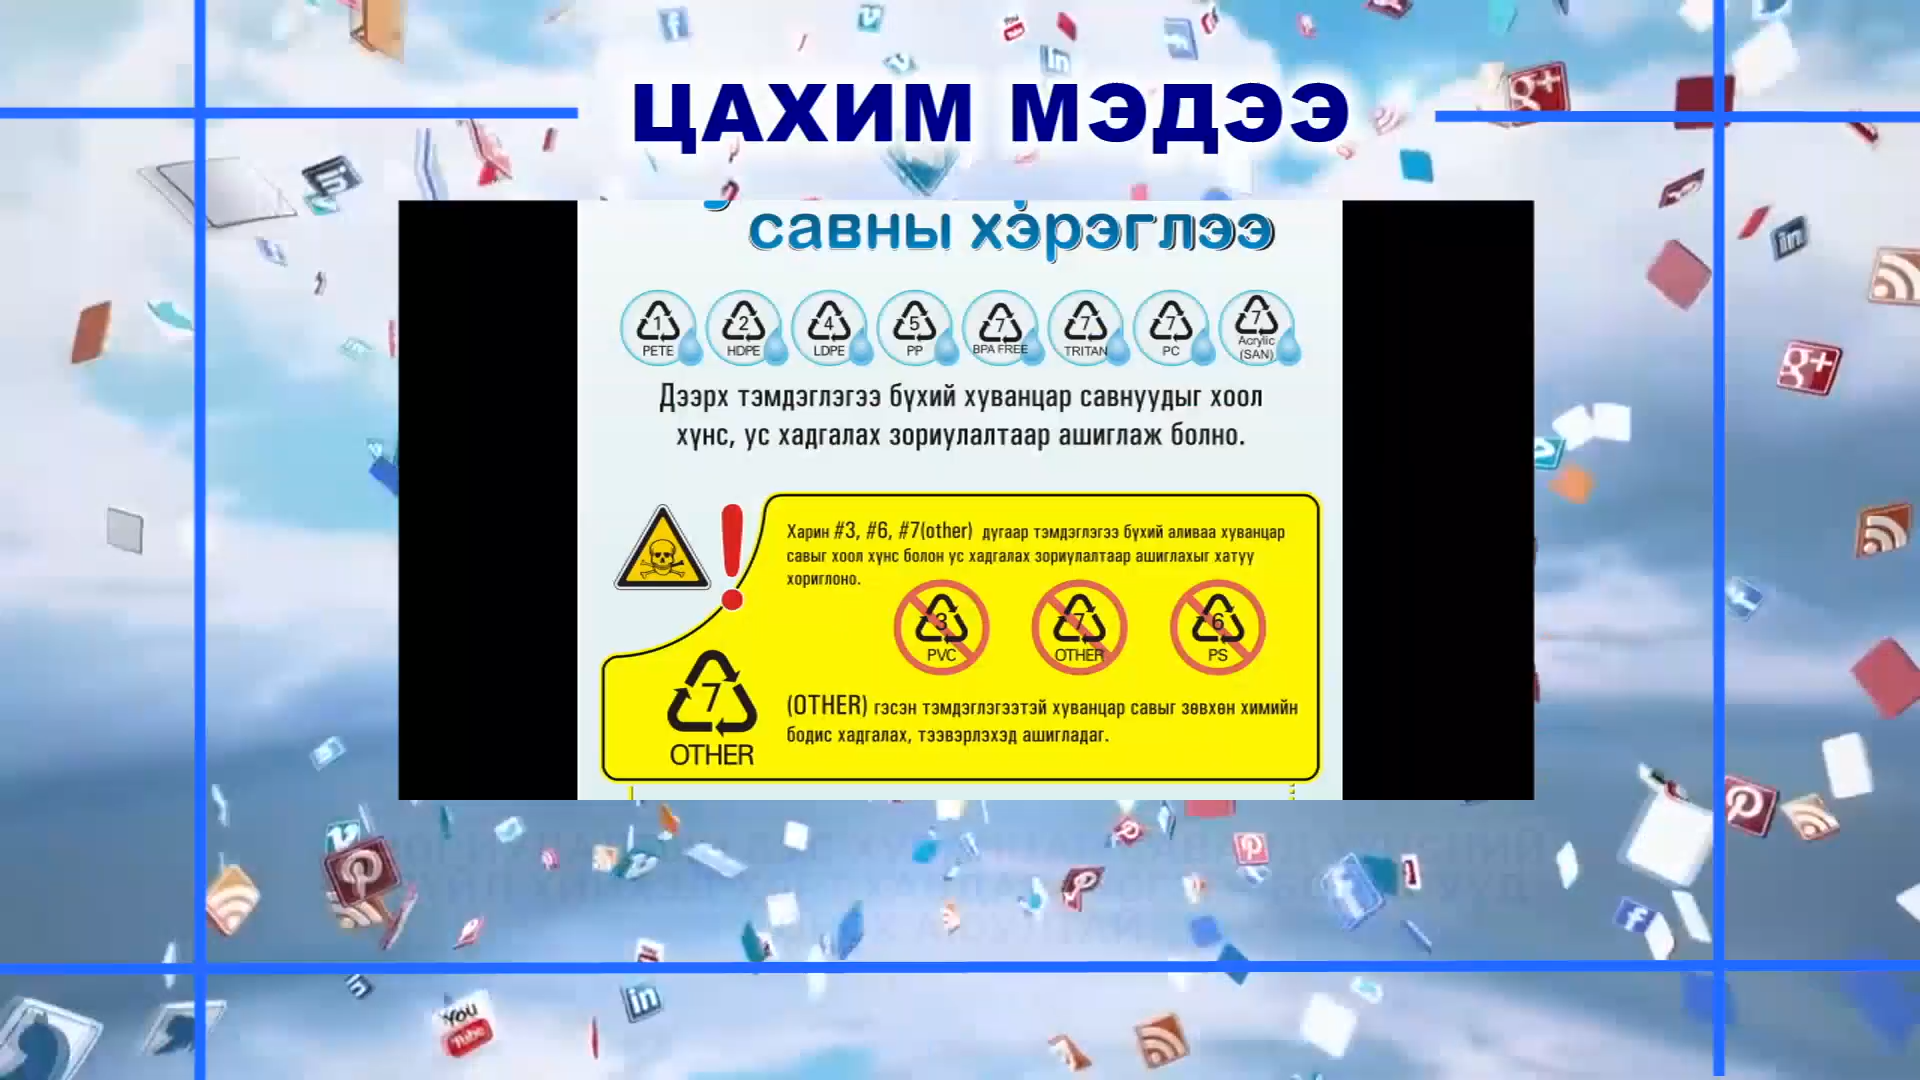 ЦАХИМ МЭДЭЭ
савны хэрэглээ
1 PETE
2 HDPE
4 LDPE
5 PP
7 BPA FREE
7 TRITAN
7 PC
7 Acrylic (SAN)
Дээрх тэмдэглэгээ бүхий хуванцар савнуудыг хоол
хүнс, ус хадгалах зориулалтаар ашиглаж болно.
Харин #3, #6, #7(other) дугаар тэмдэглэгээ бүхий аливаа хуванцар
савыг хоол хүнс болон ус хадгалах зориулалтаар ашиглахыг хатуу
хориглоно.
3 PVC
7 OTHER
6 PS
7
OTHER
(OTHER) гэсэн тэмдэглэгээтэй хуванцар савыг зөвхөн химийн
бодис хадгалах, тээвэрлэхэд ашигладаг.
You
Tube